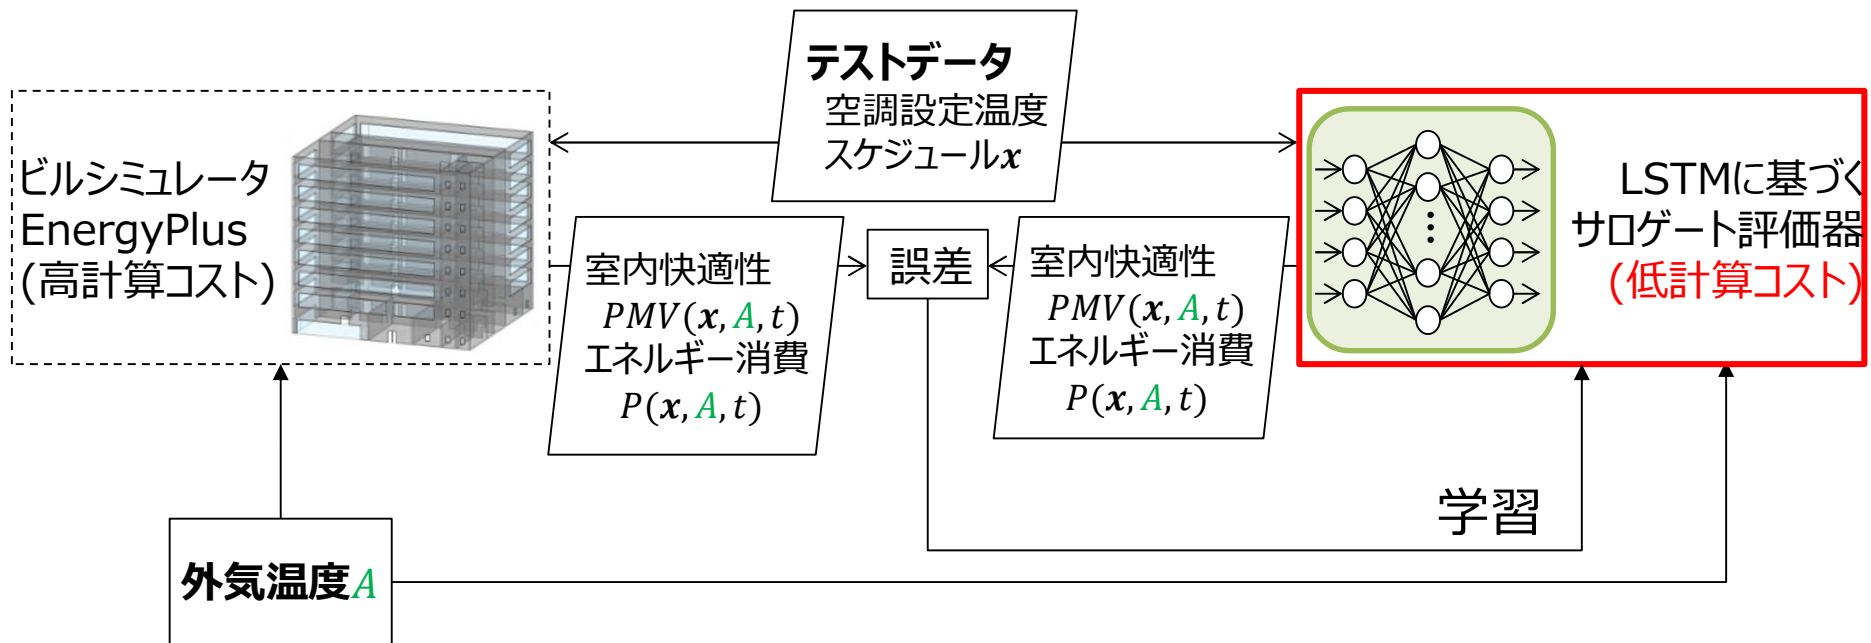 テストデータ
空調設定温度
スケジュールx
ビルシミュレータ
EnergyPlus
(高計算コスト)
LSTMに基づく
サロゲート評価器
(低計算コスト)
室内快適性
PMV(x, A, t)
エネルギー消費
P(x, A, t)
誤差
室内快適性
PMV(x, A, t)
エネルギー消費
P(x, A, t)
学習
外気温度A